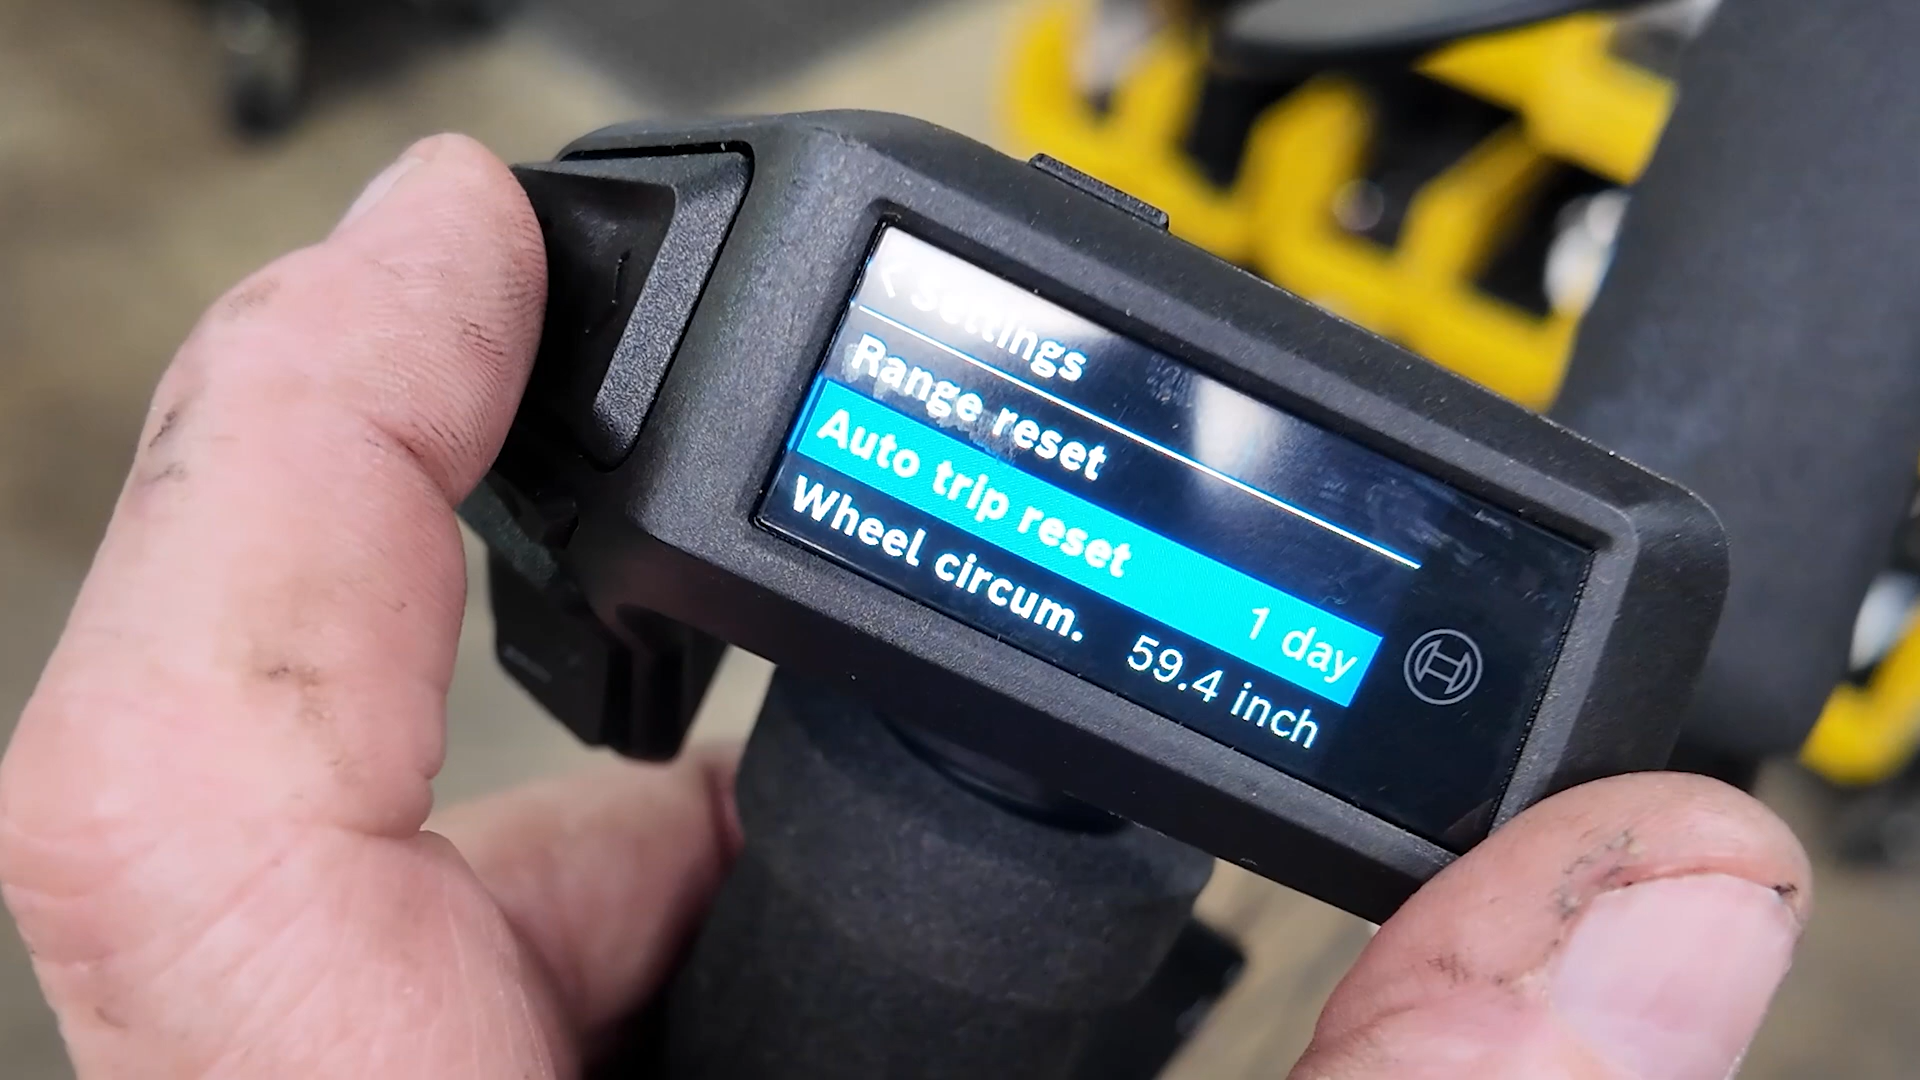 < Settings
Range reset
Auto trip reset 1 day
Wheel circum. 59.4 inch